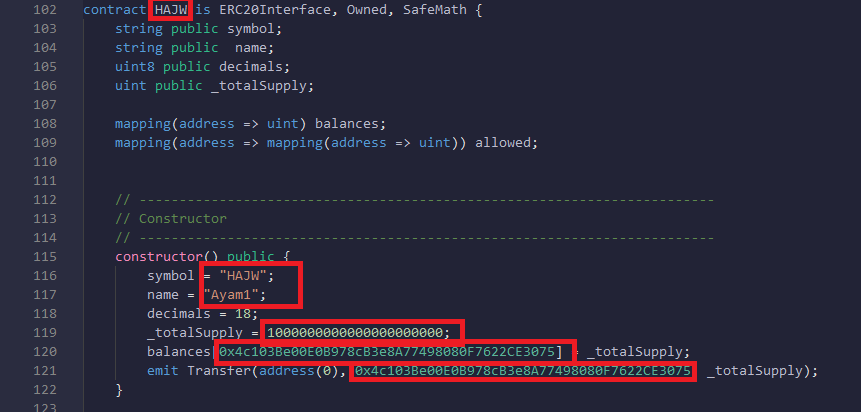 102 contract HAJW is ERC20Interface, Owned, SafeMath {
103 string public symbol;
104 string public  name;
105 uint8 public decimals;
106 uint public _totalSupply;
107
108 mapping(address => uint) balances;
109 mapping(address => mapping(address => uint)) allowed;
110
111
112 // ------------------------------------------------------------------------
113 // Constructor
114 // ------------------------------------------------------------------------
115 constructor() public {
116 symbol = "HAJW";
117 name = "Ayam1";
118 decimals = 18;
119 _totalSupply = 1000000000000000000000;
120 balances[0x4c103Be00E0B978cB3e8A77498080F7622CE3075] = _totalSupply;
121 emit Transfer(address(0), 0x4c103Be00E0B978cB3e8A77498080F7622CE3075, _totalSupply);
122 }